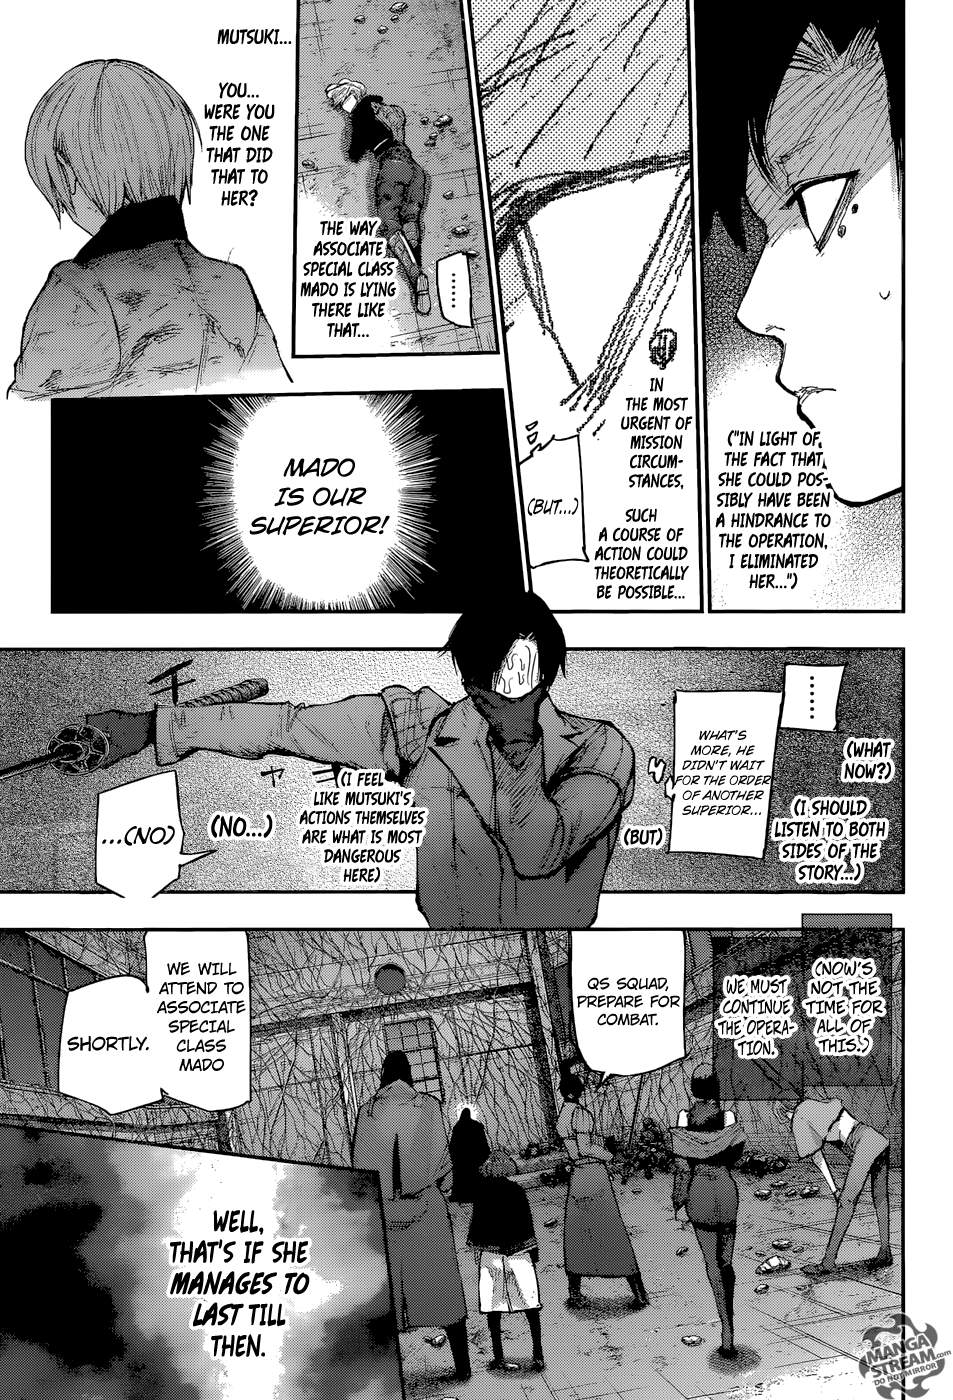 ("IN LIGHT OF
THE FACT THAT
SHE COULD POS-
SIBLY HAVE BEEN
A HINDRANCE TO
THE OPERATION,
I ELIMINATED
HER...")
IN
THE MOST
URGENT OF
MISSION
CIRCUM-
STANCES,
SUCH
A COURSE OF
ACTION COULD
THEORETICALLY
BE POSSIBLE...
(BUT...)
......
THE WAY
ASSOCIATE
SPECIAL CLASS
MADO IS LYING
THERE LIKE
THAT...
MUTSUKI...
YOU...
WERE YOU
THE ONE
THAT DID
THAT TO
HER?
MADO
IS OUR
SUPERIOR!
......
(WHAT
NOW?)
(I SHOULD
LISTEN TO BOTH
SIDES OF THE
STORY...)
WHAT'S
MORE, HE
DIDN'T WAIT
FOR THE ORDER
OF ANOTHER
SUPERIOR...
(BUT)
(I FEEL
LIKE MUTSUKI'S
ACTIONS THEMSELVES
ARE WHAT IS MOST
DANGEROUS
HERE)
(NO...)
...(NO)
(NOW'S
NOT THE
TIME FOR
ALL OF
THIS!)
WE MUST
CONTINUE
THE OPERA-
TION.
QS SQUAD,
PREPARE FOR
COMBAT.
WE WILL
ATTEND TO
ASSOCIATE
SPECIAL
CLASS
MADO
SHORTLY.
WELL,
THAT'S IF SHE
MANAGES TO
LAST TILL
THEN.
MANGA
STREAM.com
DO NOT MIRROR